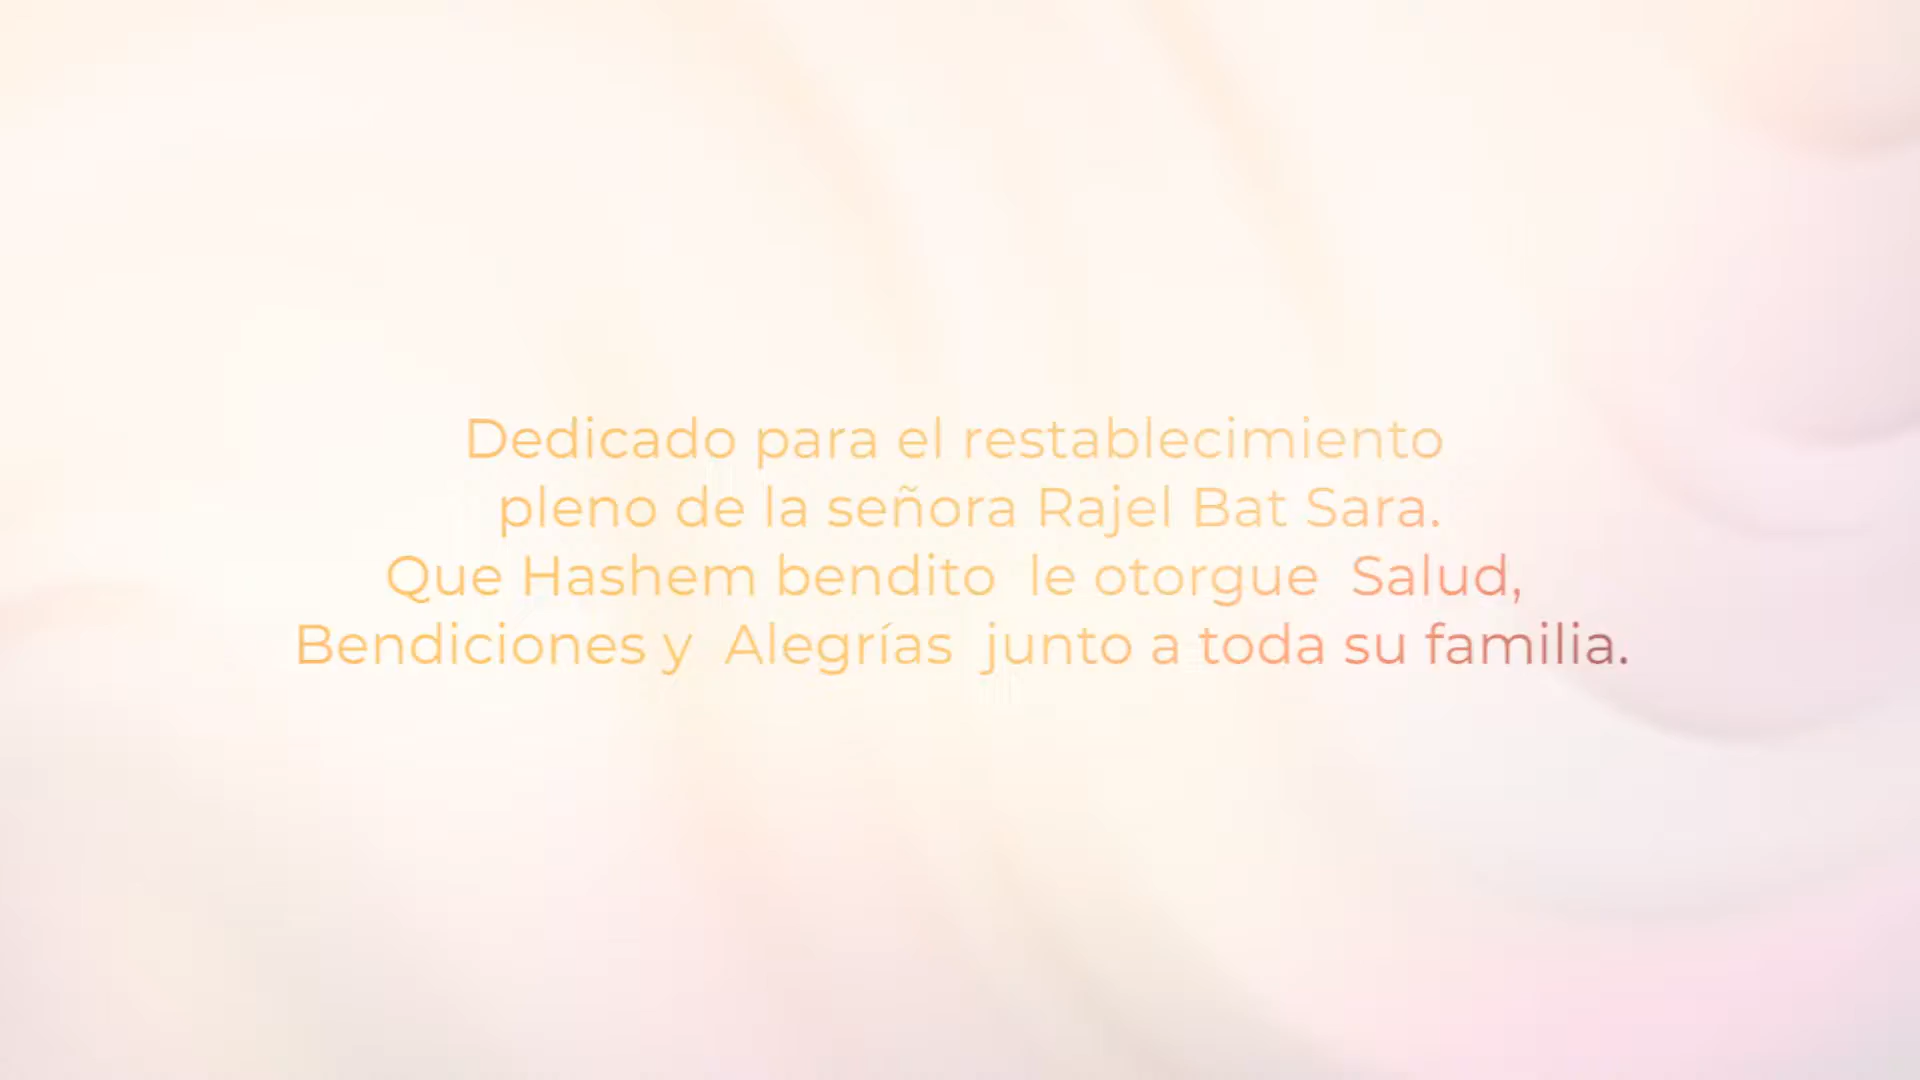 Dedicado para el restablecimiento
pleno de la señora Rajel Bat Sara.
Que Hashem bendito le otorgue Salud,
Bendiciones y Alegrías junto a toda su familia.